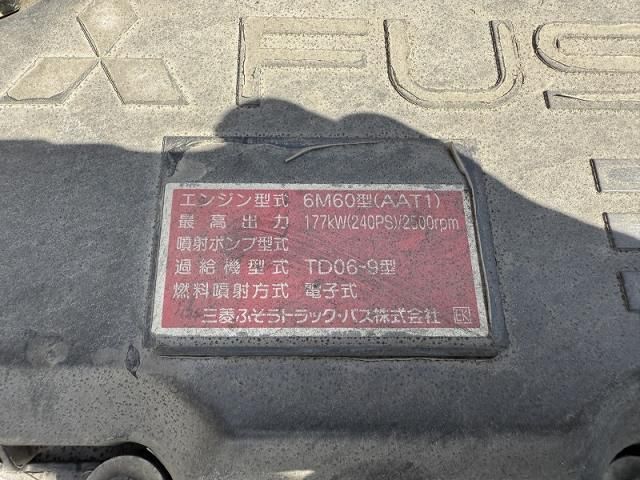 FUS
エンジン型式 6M60型(AAT1)
最高出力 177kW(240PS)/2500rpm
噴射ポンプ型式
過給機型式 TD06-9型
燃料噴射方式 電子式
三菱ふそうトラック・バス株式会社